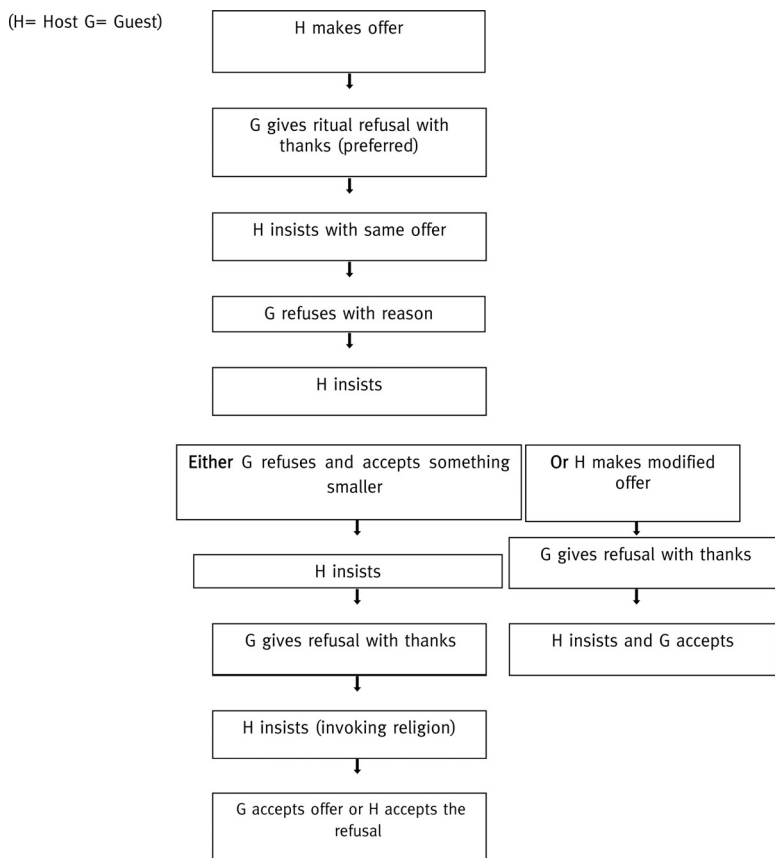 (H= Host G= Guest)
H makes offer
G gives ritual refusal with
thanks (preferred)
H insists with same offer
G refuses with reason
H insists
Either G refuses and accepts something
smaller
Or H makes modified
offer
H insists
G gives refusal with thanks
G gives refusal with thanks
H insists and G accepts
H insists (invoking religion)
G accepts offer or H accepts the
refusal